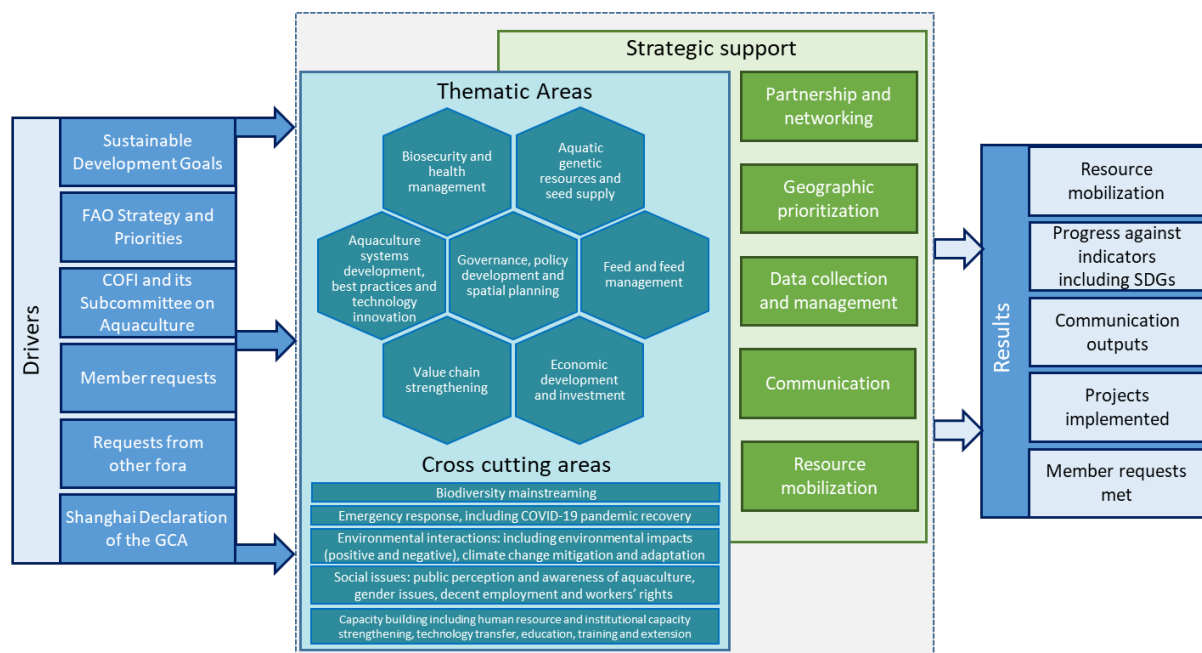 Drivers
Sustainable
Development Goals
FAO Strategy and
Priorities
COFI and its
Subcommittee on
Aquaculture
Member requests
Requests from
other fora
Shanghai Declaration
of the GCA
Strategic support
Thematic Areas
Biosecurity and
health
management
Aquatic
genetic
resources and
seed supply
Aquaculture
systems
development,
best practices and
technology
innovation
Governance, policy
development and
spatial planning
Feed and feed
management
Value chain
strengthening
Economic
development
and investment
Cross cutting areas
Biodiversity mainstreaming
Emergency response, including COVID-19 pandemic recovery
Environmental interactions: including environmental impacts
(positive and negative), climate change mitigation and adaptation
Social issues: public perception and awareness of aquaculture,
gender issues, decent employment and workers’ rights
Capacity building including human resource and institutional capacity
strengthening, technology transfer, education, training and extension
Partnership and
networking
Geographic
prioritization
Data collection
and management
Communication
Resource
mobilization
Results
Resource
mobilization
Progress against
indicators
including SDGs
Communication
outputs
Projects
implemented
Member requests
met